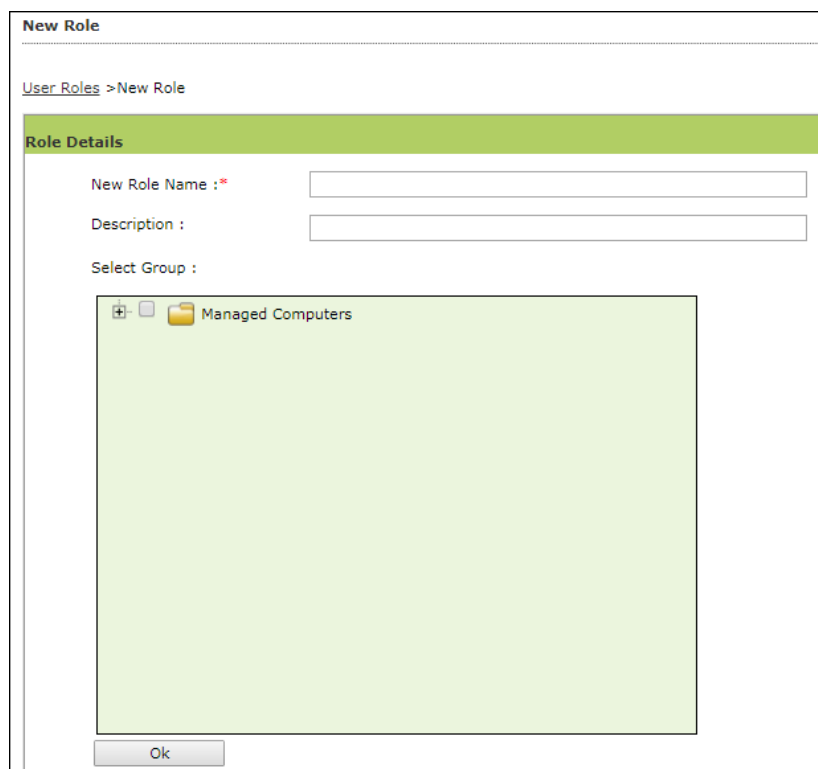 New Role
User Roles >New Role
Role Details
New Role Name :*
Description :
Select Group :
Managed Computers
Ok